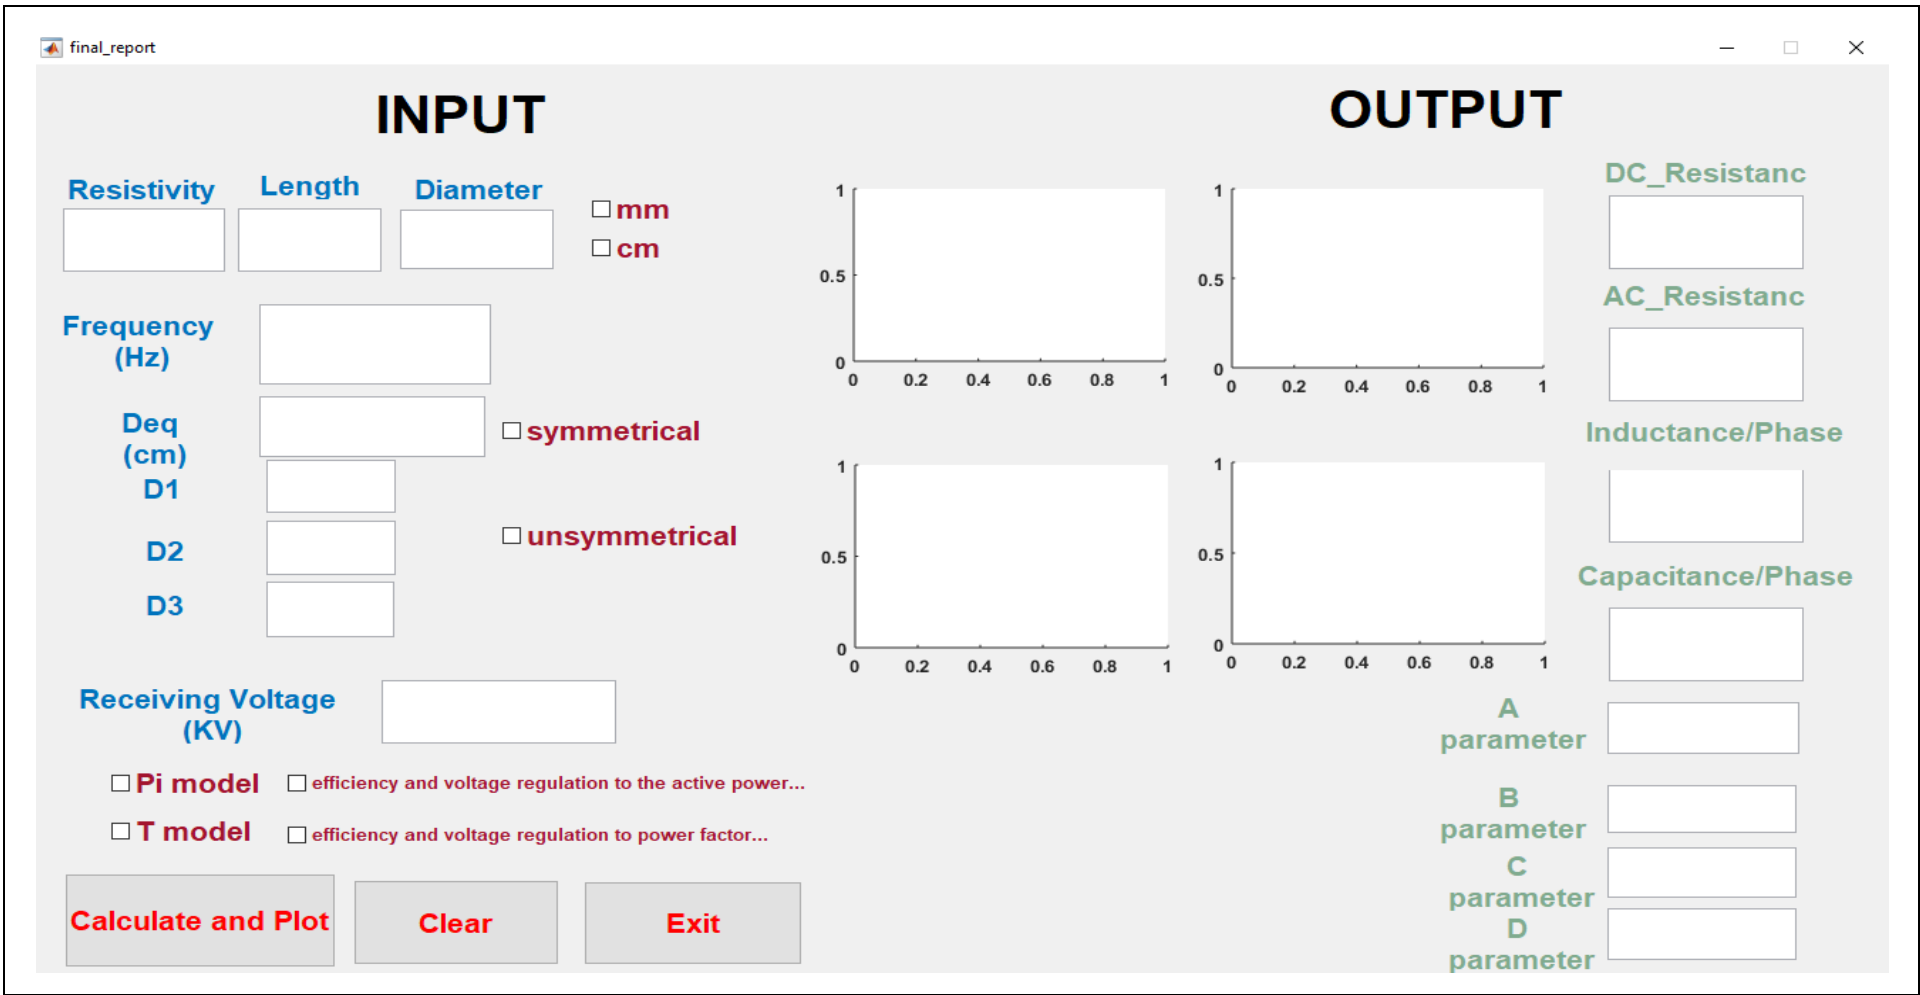 final_report
INPUT
OUTPUT
Resistivity
Length
Diameter
mm
cm
Frequency
(Hz)
Deq
(cm)
symmetrical
D1
D2
unsymmetrical
D3
Receiving Voltage
(KV)
Pi model
efficiency and voltage regulation to the active power...
T model
efficiency and voltage regulation to power factor...
Calculate and Plot
Clear
Exit
1
0.5
0
0 0.2 0.4 0.6 0.8 1
1
0.5
0
0 0.2 0.4 0.6 0.8 1
1
0.5
0
0 0.2 0.4 0.6 0.8 1
1
0.5
0
0 0.2 0.4 0.6 0.8 1
DC_Resistanc
AC_Resistanc
Inductance/Phase
Capacitance/Phase
A
parameter
B
parameter
C
parameter
D
parameter